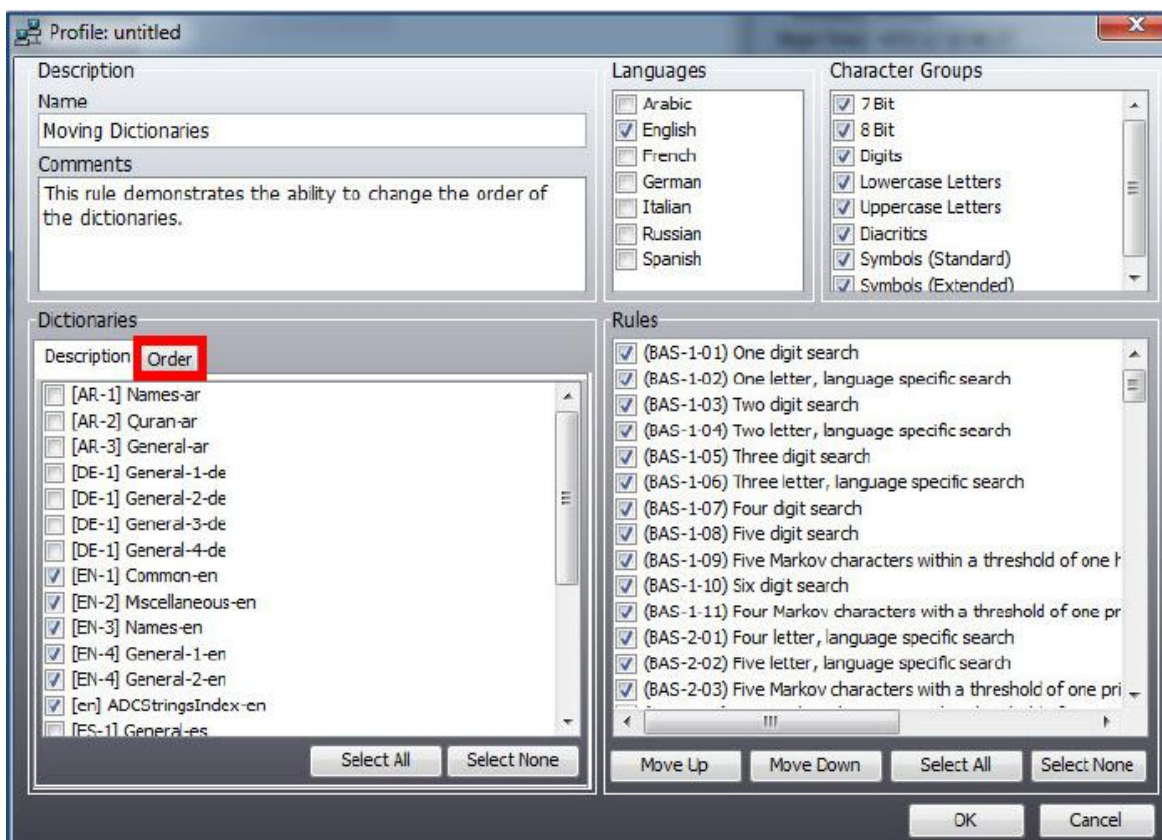 Profile: untitled
Description
Name
Moving Dictionaries
Comments
This rule demonstrates the ability to change the order of
the dictionaries.
Languages
Arabic
English
French
German
Italian
Russian
Spanish
Character Groups
7 Bit
8 Bit
Digits
Lowercase Letters
Uppercase Letters
Diacritics
Symbols (Standard)
Symbols (Extended)
Dictionaries
Description
Order
[AR-1] Names-ar
[AR-2] Quran-ar
[AR-3] General-ar
[DE-1] General-1-de
[DE-1] General-2-de
[DE-1] General-3-de
[DE-1] General-4-de
[EN-1] Common-en
[EN-2] Miscellaneous-en
[EN-3] Names-en
[EN-4] General-1-en
[EN-4] General-2-en
[en] ADCStringsIndex-en
[ES-1] General-es
Select All Select None
Rules
(BAS-1-01) One digit search
(BAS-1-02) One letter, language specific search
(BAS-1-03) Two digit search
(BAS-1-04) Two letter, language specific search
(BAS-1-05) Three digit search
(BAS-1-06) Three letter, language specific search
(BAS-1-07) Four digit search
(BAS-1-08) Five digit search
(BAS-1-09) Five Markov characters within a threshold of one h
(BAS-1-10) Six digit search
(BAS-1-11) Four Markov characters with a threshold of one pr
(BAS-2-01) Four letter, language specific search
(BAS-2-02) Five letter, language specific search
(BAS-2-03) Five Markov characters with a threshold of one pri
Move Up Move Down Select All Select None
OK Cancel